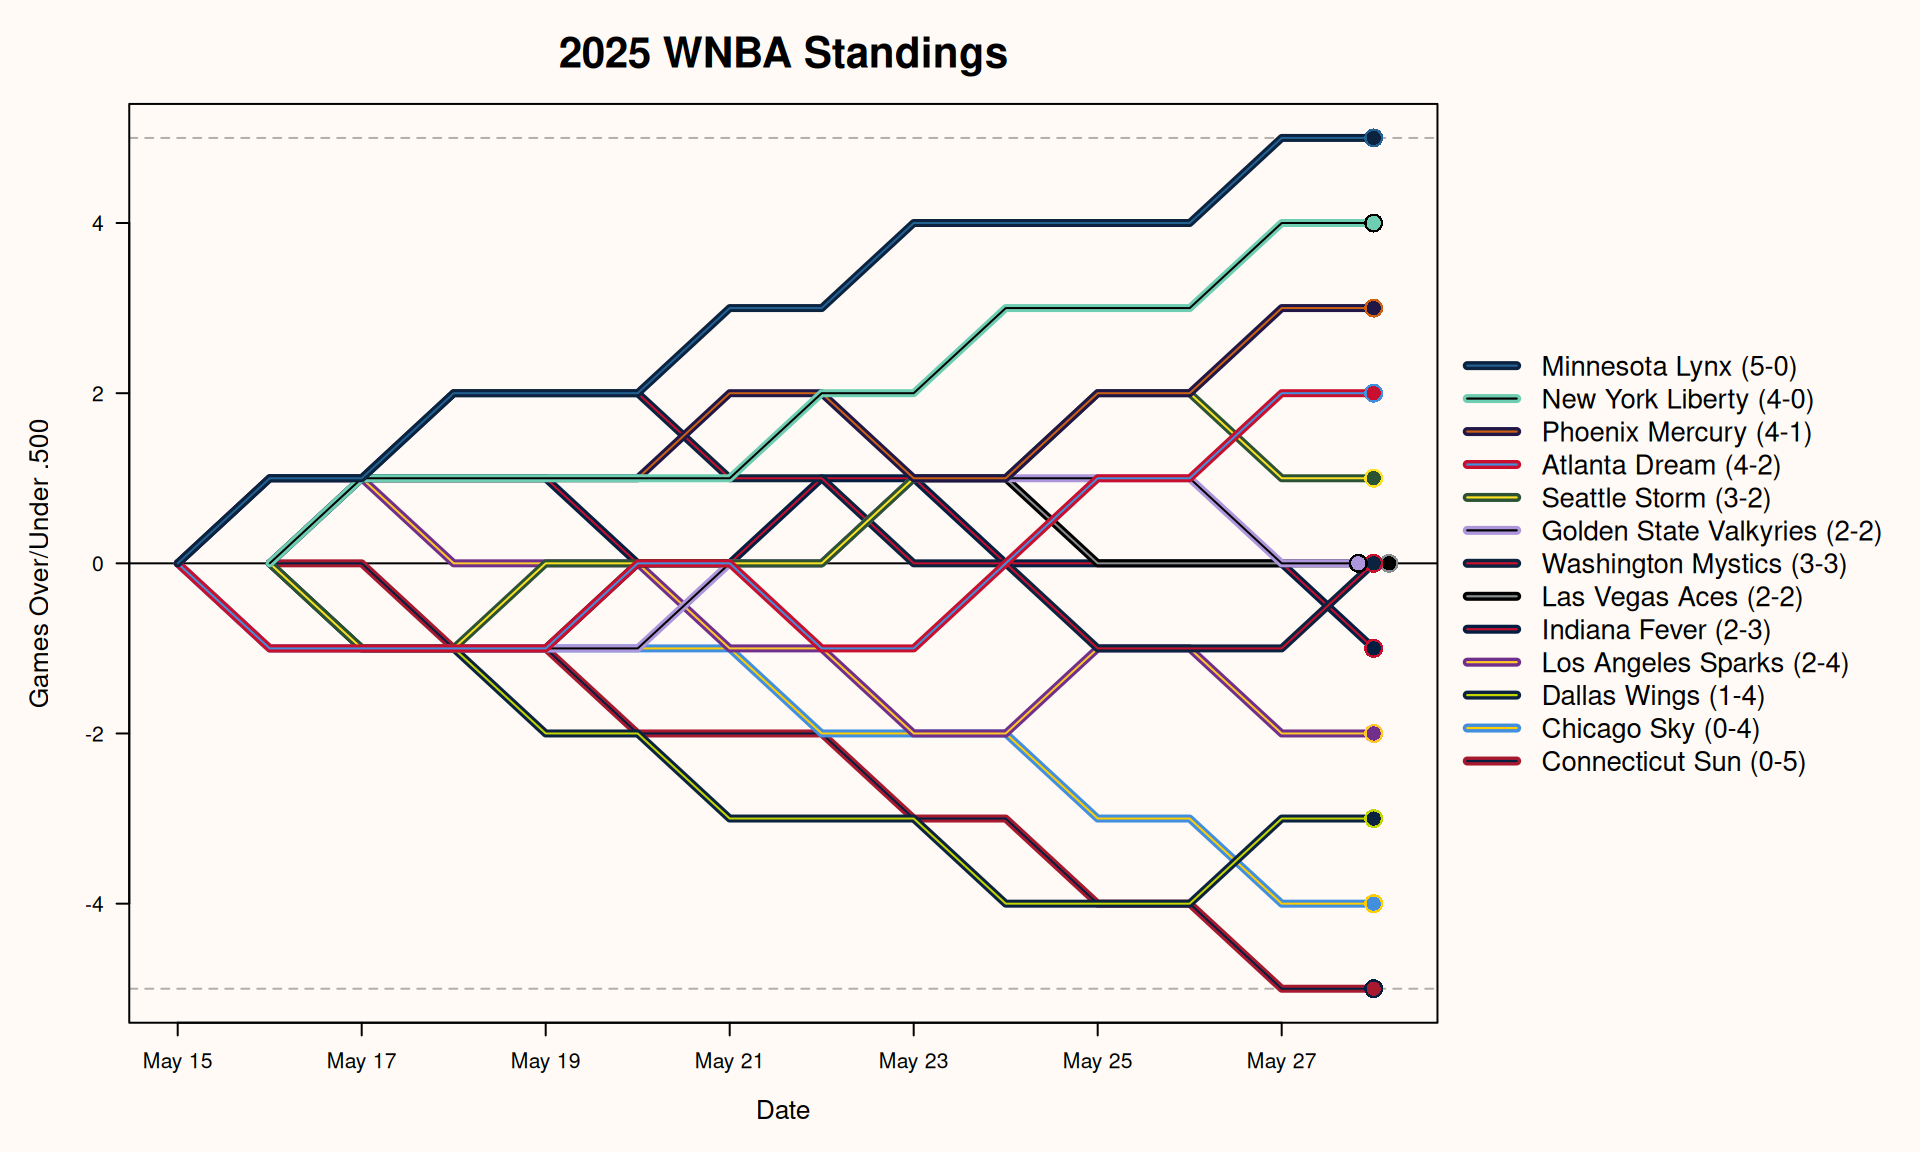 2025 WNBA Standings
Games Over/Under .500
4
2
0
-2
-4
May 15
May 17
May 19
May 21
May 23
May 25
May 27
Date
Minnesota Lynx (5-0)
New York Liberty (4-0)
Phoenix Mercury (4-1)
Atlanta Dream (4-2)
Seattle Storm (3-2)
Golden State Valkyries (2-2)
Washington Mystics (3-3)
Las Vegas Aces (2-2)
Indiana Fever (2-3)
Los Angeles Sparks (2-4)
Dallas Wings (1-4)
Chicago Sky (0-4)
Connecticut Sun (0-5)